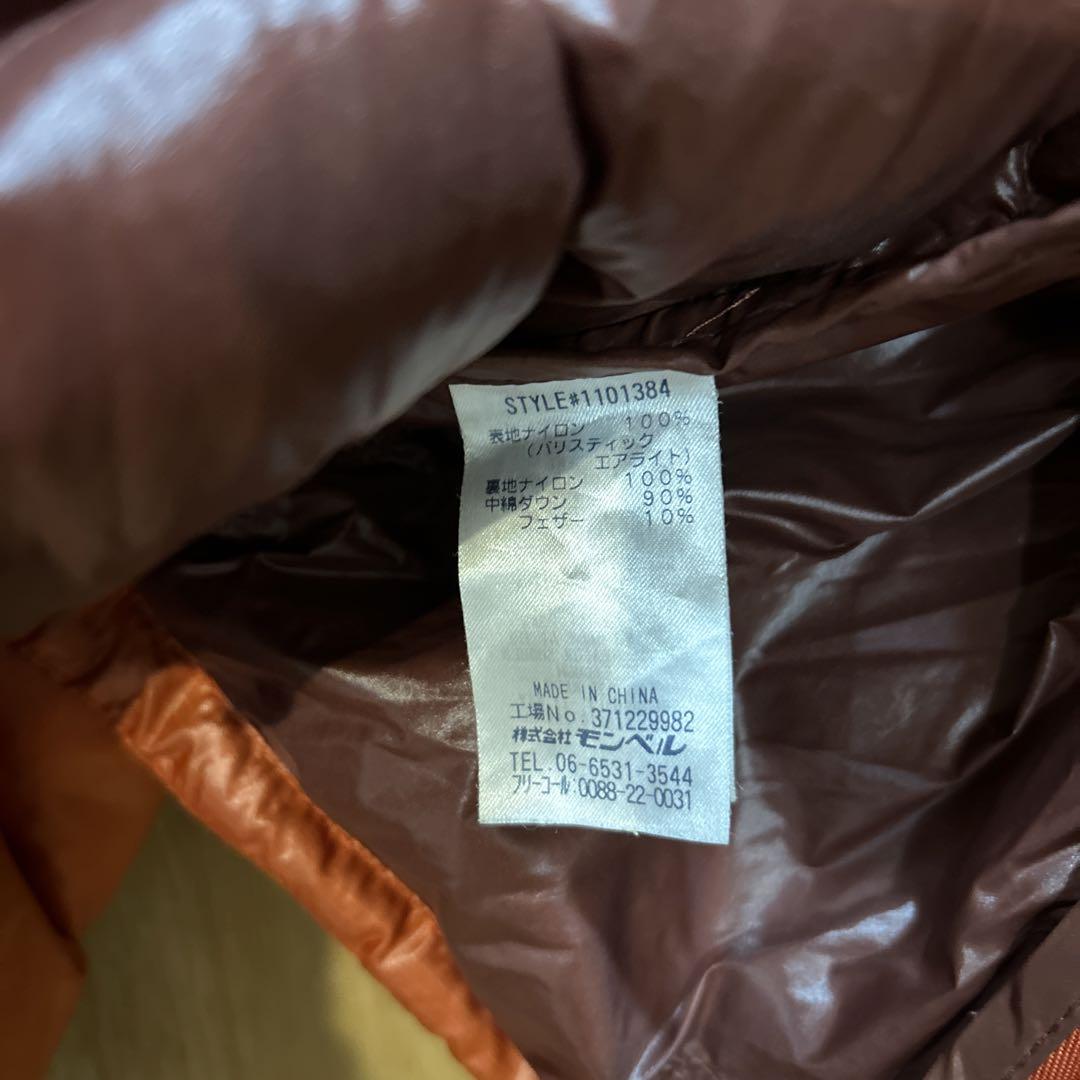 STYLE#1101384
表地ナイロン 100%
(バリスティック
エアライト)
裏地ナイロン 100%
中綿ダウン 90%
フェザー 10%
MADE IN CHINA
工場No.371229982
株式会社モンベル
TEL.06-6531-3544
フリーコール:0088-22-0031